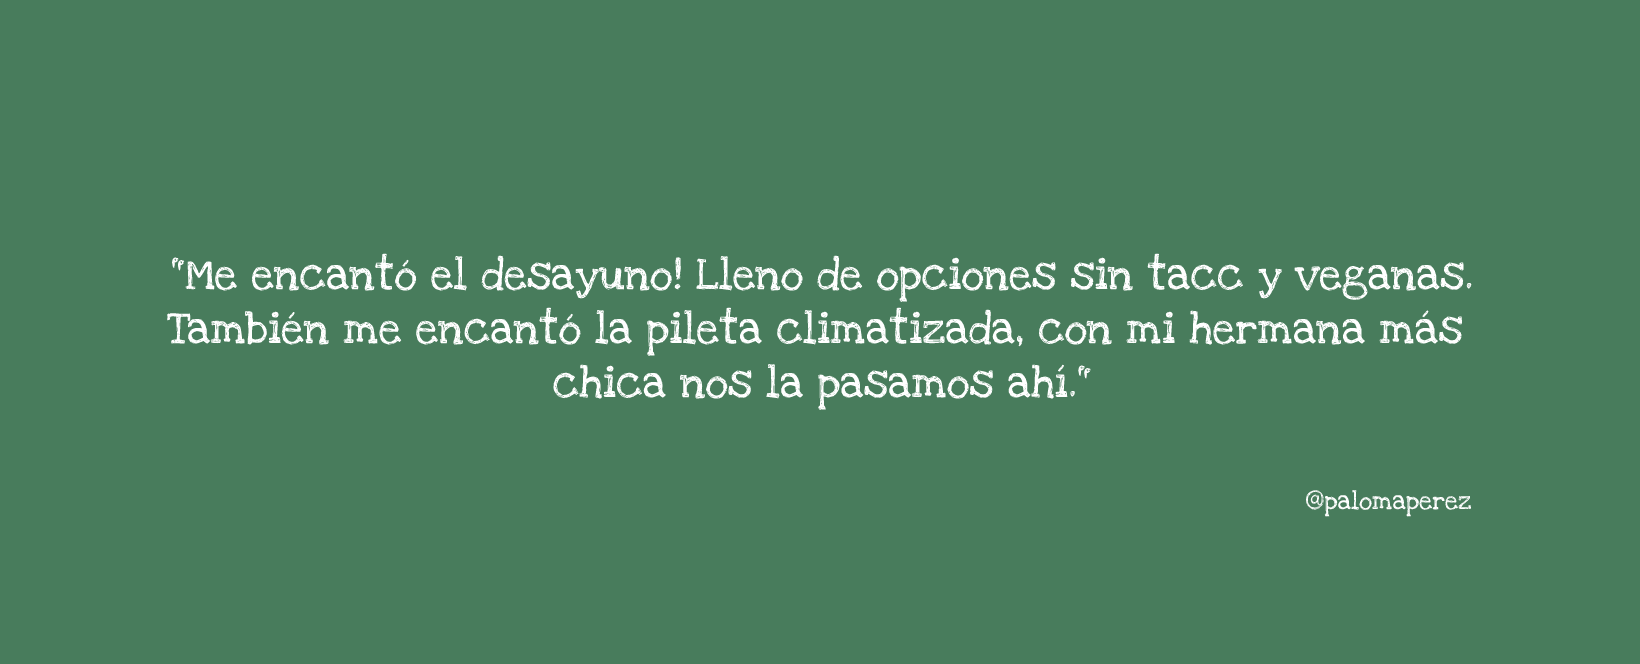 "Me encantó el desayuno! Lleno de opciones sin tacc y veganas.
También me encantó la pileta climatizada, con mi hermana más
chica nos la pasamos ahí."
@palomaperez